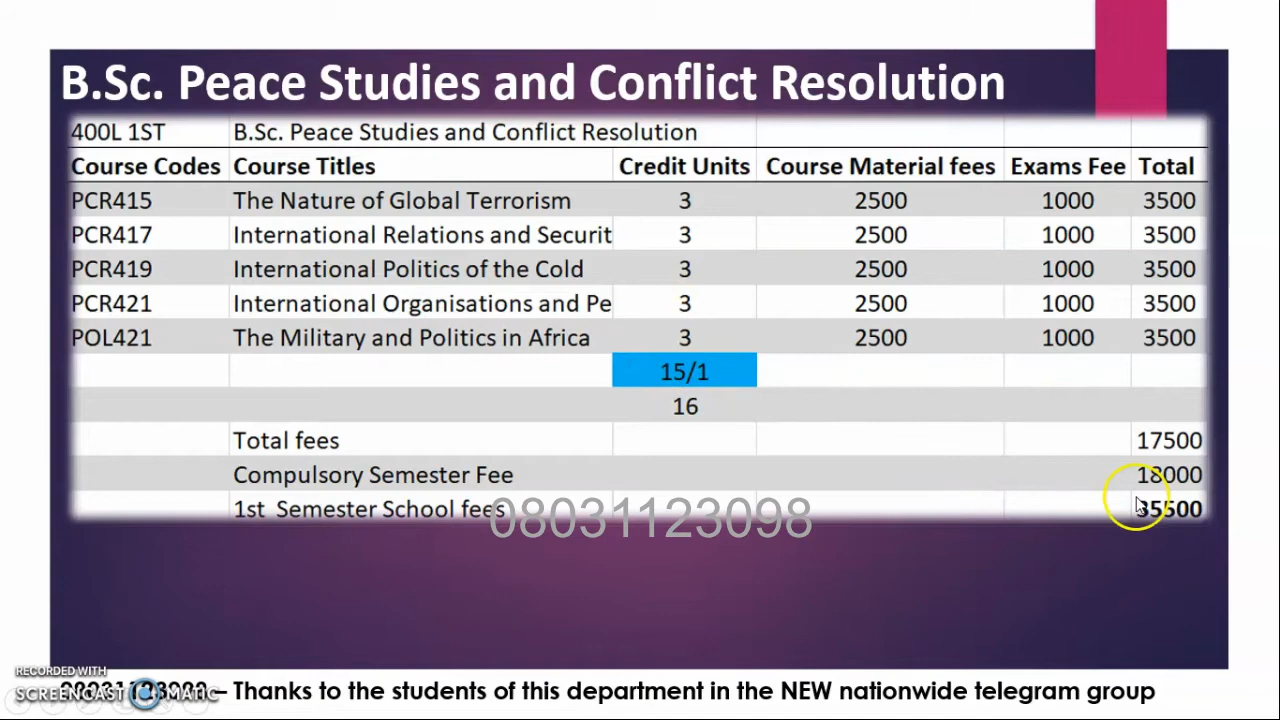 B.Sc. Peace Studies and Conflict Resolution
400L 1ST B.Sc. Peace Studies and Conflict Resolution
Course Codes Course Titles Credit Units Course Material fees Exams Fee Total
PCR415 The Nature of Global Terrorism 3 2500 1000 3500
PCR417 International Relations and Securit 3 2500 1000 3500
PCR419 International Politics of the Cold 3 2500 1000 3500
PCR421 International Organisations and Pe 3 2500 1000 3500
POL421 The Military and Politics in Africa 3 2500 1000 3500
15/1
16
Total fees 17500
Compulsory Semester Fee 18000
1st Semester School fees 35500
08031123098
RECORDED WITH
SCREENCAST MATIC
– Thanks to the students of this department in the NEW nationwide telegram group